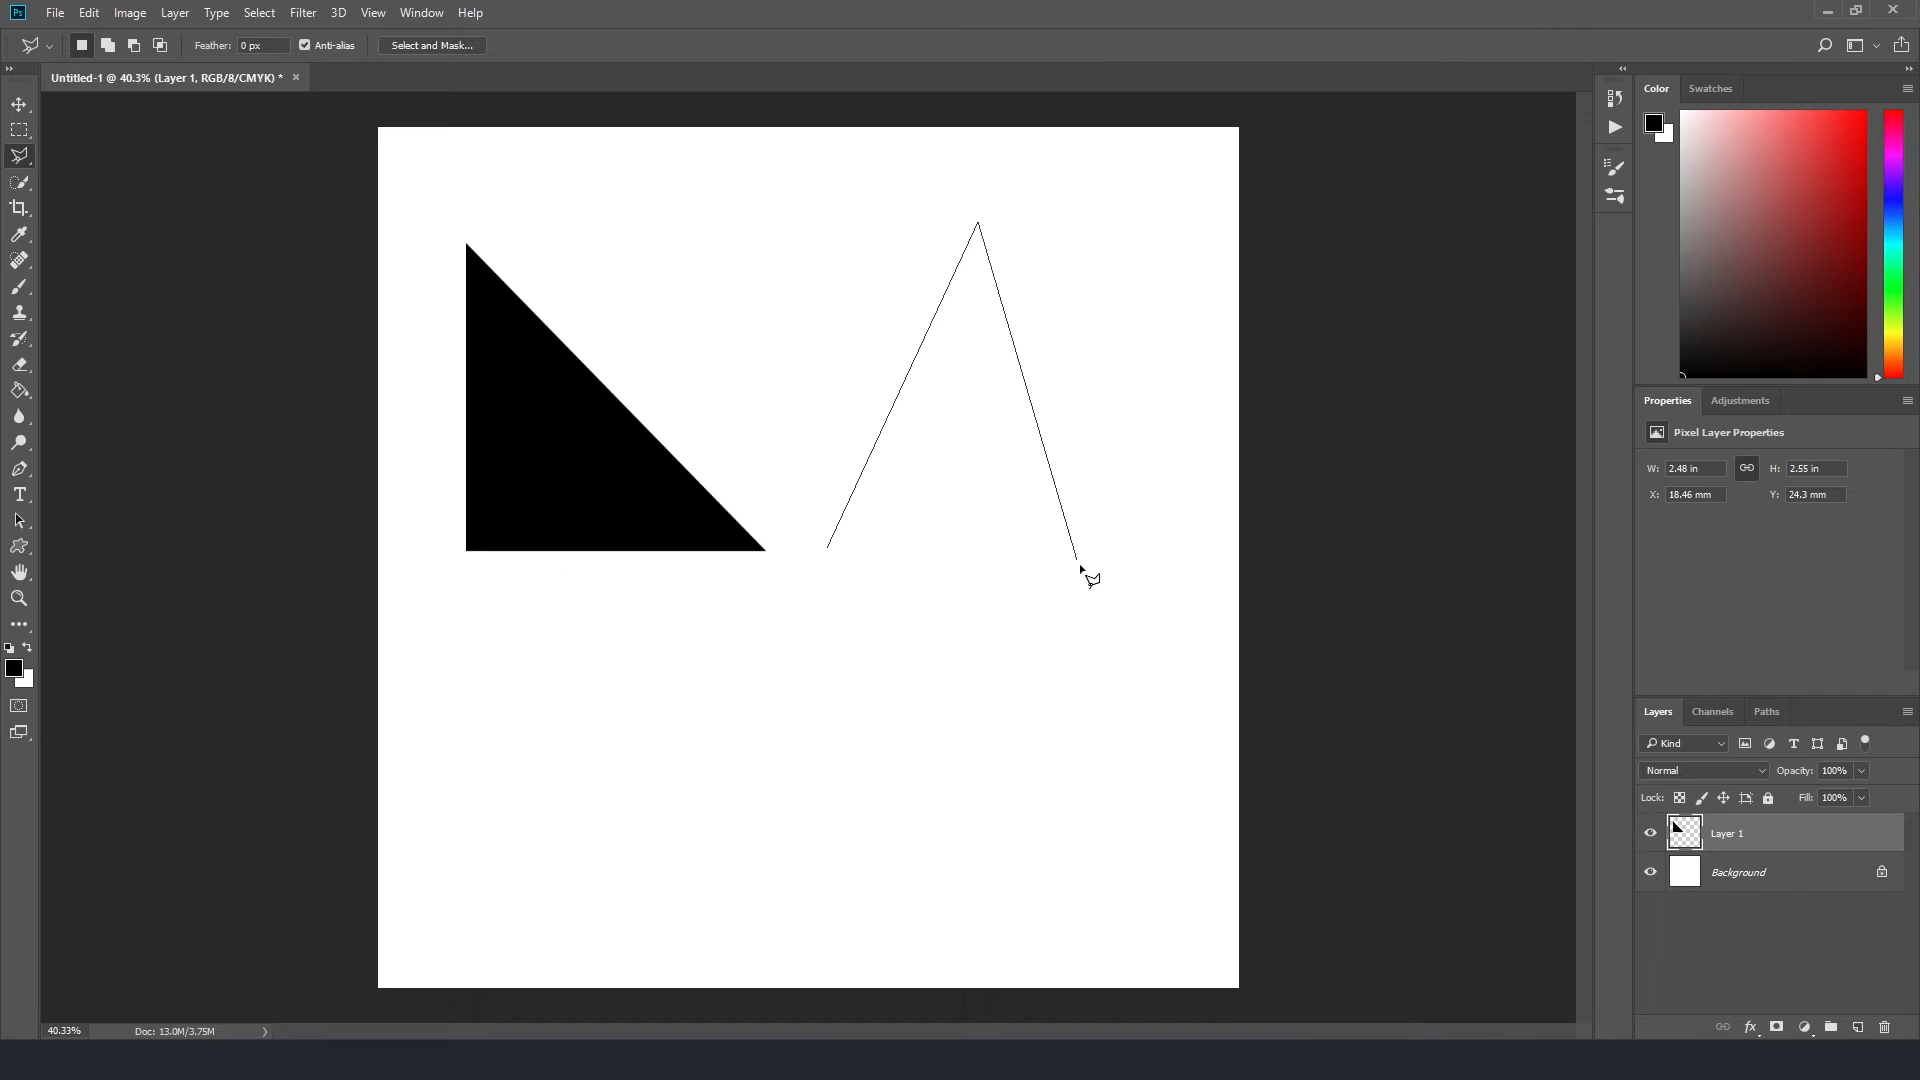 Ps File Edit Image Layer Type Select Filter 3D View Window Help
Feather: 0 px Anti-alias Select and Mask...
Untitled-1 @ 40.3% (Layer 1, RGB/8/CMYK) * ×
Color Swatches
Properties Adjustments
Pixel Layer Properties
W: 2.48 in H: 2.55 in
X: 18.46 mm Y: 24.3 mm
Layers Channels Paths
Kind
Normal Opacity: 100%
Lock: Fill: 100%
Layer 1
Background
fx
40.33% Doc: 13.0M/3.75M